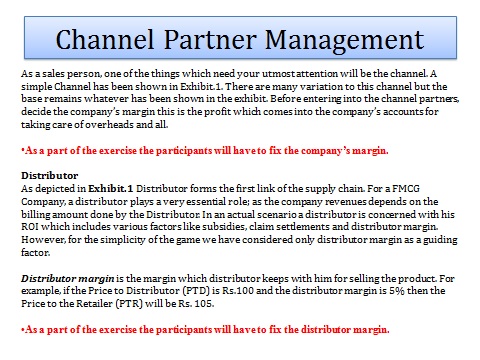 Channel Partner Management
As a sales person, one of the things which need your utmost attention will be the channel. A
simple Channel has been shown in Exhibit.1. There are many variation to this channel but the
base remains whatever has been shown in the exhibit. Before entering into the channel partners,
decide the company's margin this is the profit which comes into the company's accounts for
taking care of overheads and all.
•As a part of the exercise the participants will have to fix the company's margin.
Distributor
As depicted in Exhibit.1 Distributor forms the first link of the supply chain. For a FMCG
Company, a distributor plays a very essential role; as the company revenues depends on the
billing amount done by the Distributor. In an actual scenario a distributor is concerned with his
ROI which includes various factors like subsidies, claim settlements and distributor margin.
However, for the simplicity of the game we have considered only distributor margin as a guiding
factor.
Distributor margin is the margin which distributor keeps with him for selling the product. For
example, if the Price to Distributor (PTD) is Rs.100 and the distributor margin is 5% then the
Price to the Retailer (PTR) will be Rs. 105.
•As a part of the exercise the participants will have to fix the distributor margin.